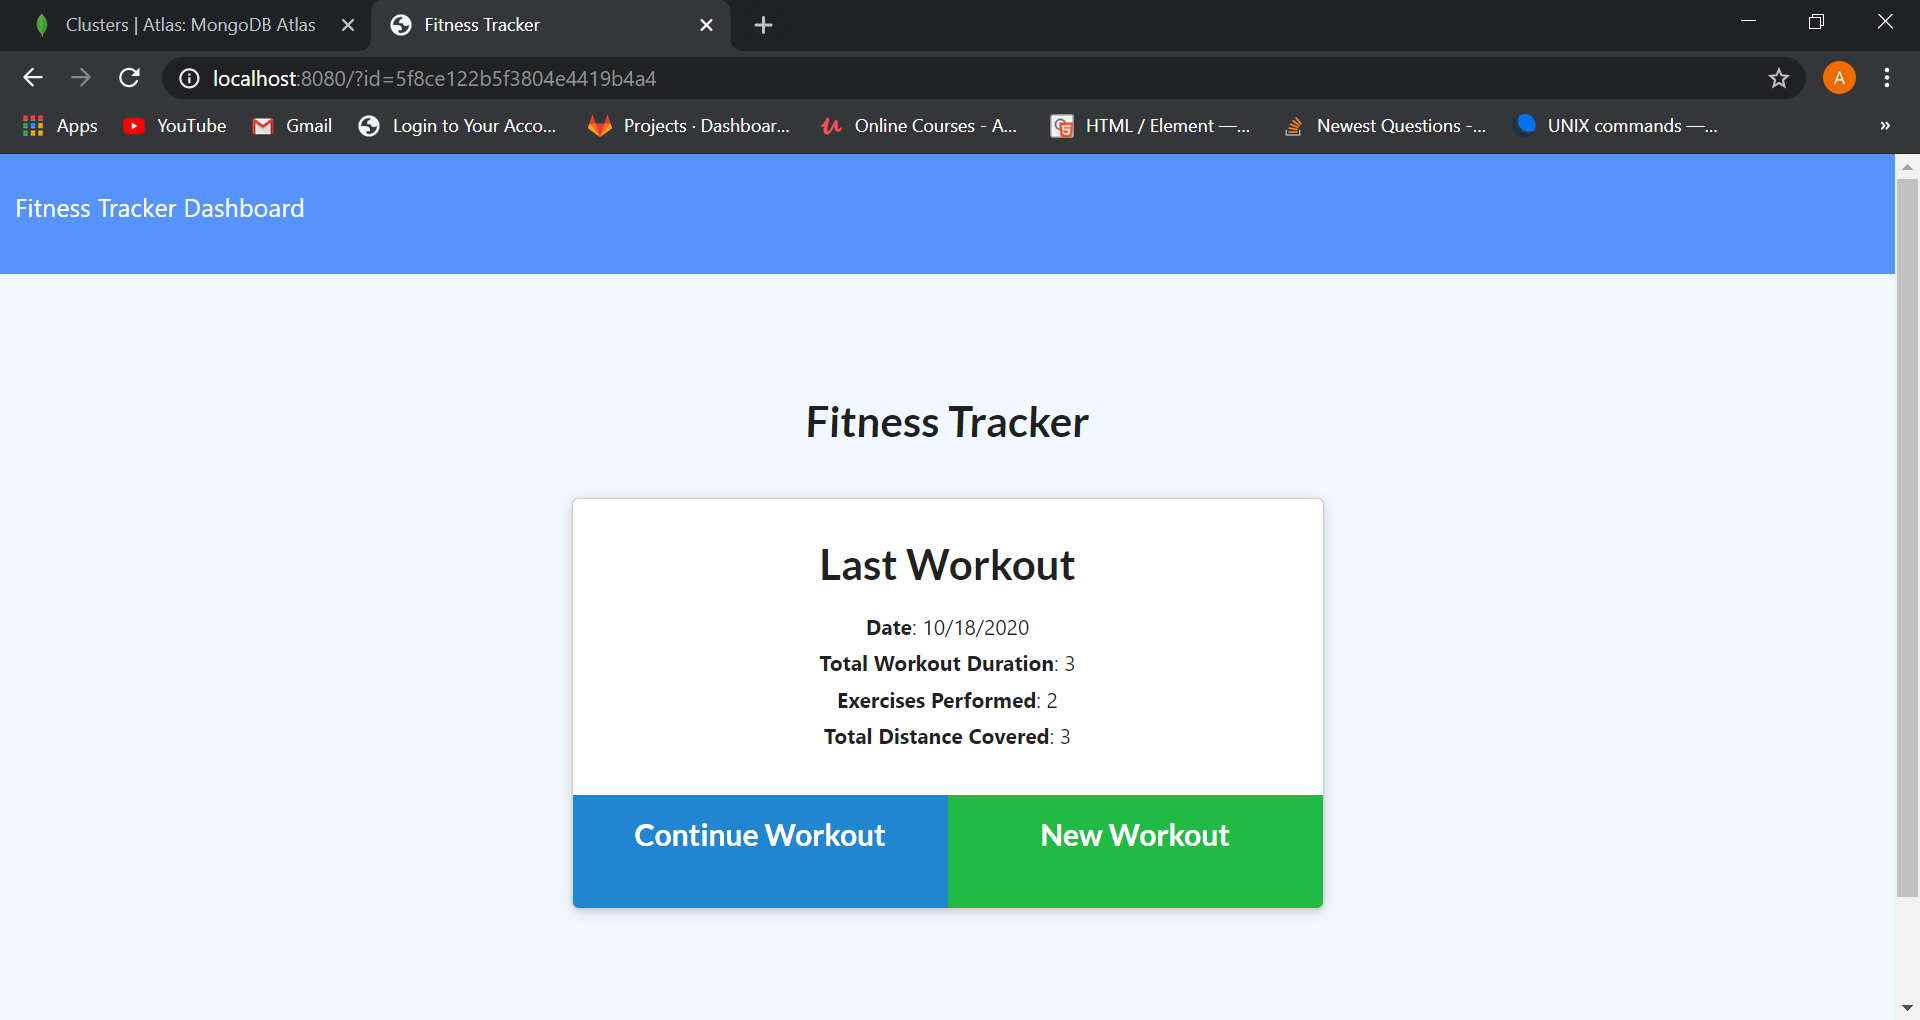 Clusters | Atlas: MongoDB Atlas
Fitness Tracker
localhost:8080/?id=5f8ce122b5f3804e4419b4a4
A
Apps
YouTube
Gmail
Login to Your Acco...
Projects · Dashboar...
Online Courses - A...
HTML / Element —...
Newest Questions -...
UNIX commands —...
»
Fitness Tracker Dashboard
Fitness Tracker
Last Workout
Date: 10/18/2020
Total Workout Duration: 3
Exercises Performed: 2
Total Distance Covered: 3
Continue Workout
New Workout